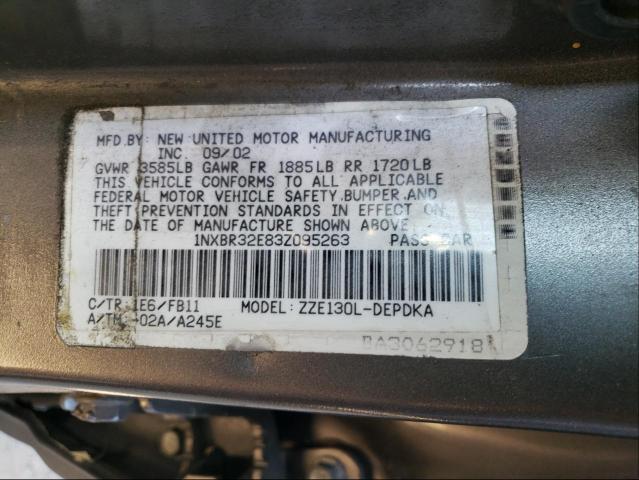 MFD.BY: NEW UNITED MOTOR MANUFACTURING
INC. 09/02
GVWR 3585LB GAWR FR 1885LB RR 1720LB
THIS VEHICLE CONFORMS TO ALL APPLICABLE
FEDERAL MOTOR VEHICLE SAFETY,BUMPER,AND
THEFT PREVENTION STANDARDS IN EFFECT ON
THE DATE OF MANUFACTURE SHOWN ABOVE.
1NXBR32E83Z095263 PASS CAR
C/TR: 1E6/FB11 MODEL: ZZE130L-DEPDKA
A/TM: -02A/A245E
BA3062918